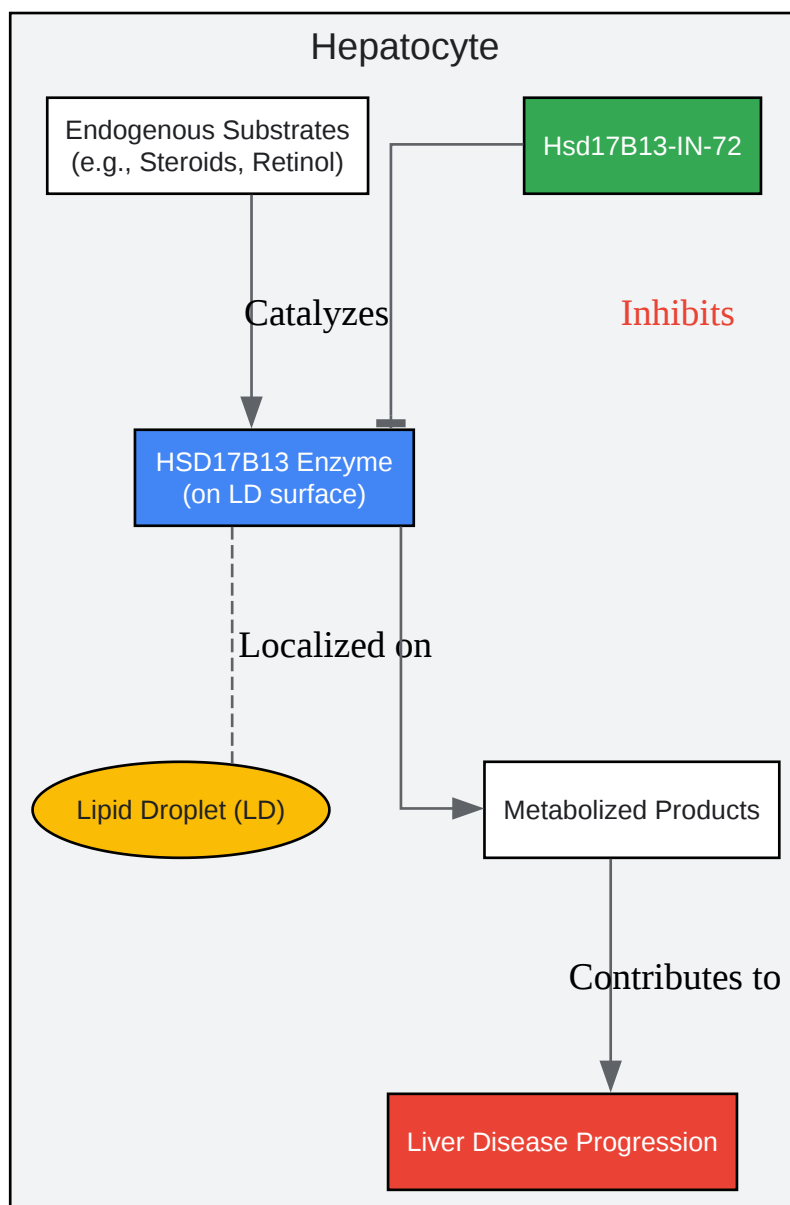 Hepatocyte
Endogenous Substrates
(e.g., Steroids, Retinol)
Hsd17B13-IN-72
Catalyzes
Inhibits
HSD17B13 Enzyme
(on LD surface)
Localized on
Lipid Droplet (LD)
Metabolized Products
Contributes to
Liver Disease Progression